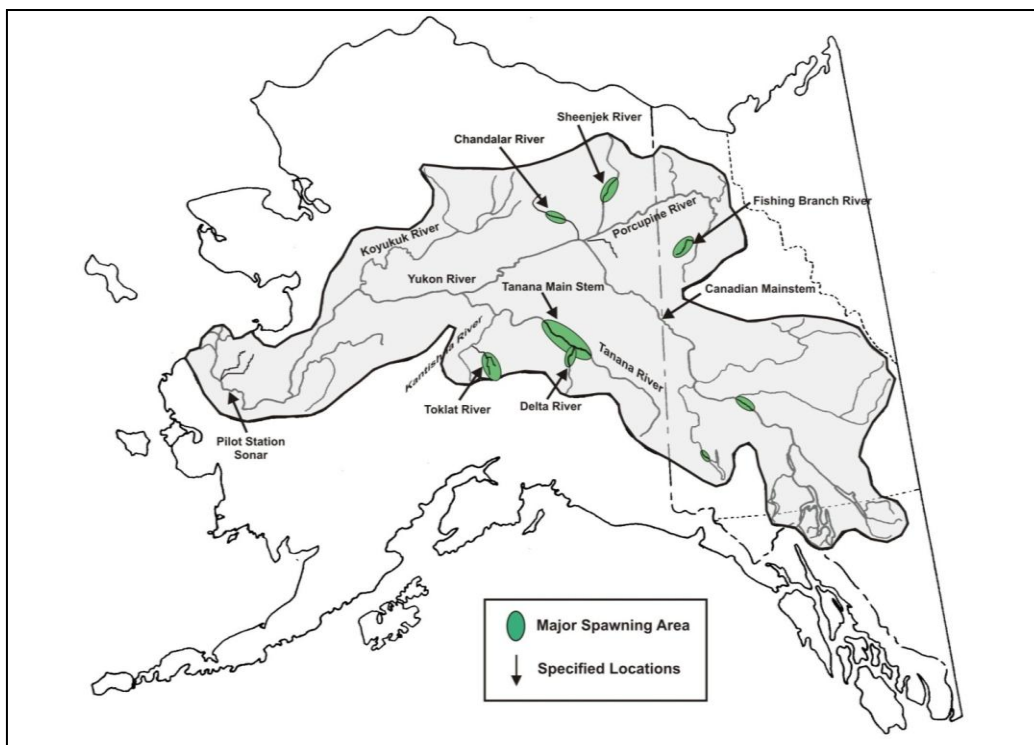 Sheenjek River
Chandalar River
Fishing Branch River
Porcupine River
Koyukuk River
Yukon River
Tanana Main Stem
Canadian Mainstem
Kantishna River
Tanana River
Toklat River
Delta River
Pilot Station
Sonar
Major Spawning Area
Specified Locations